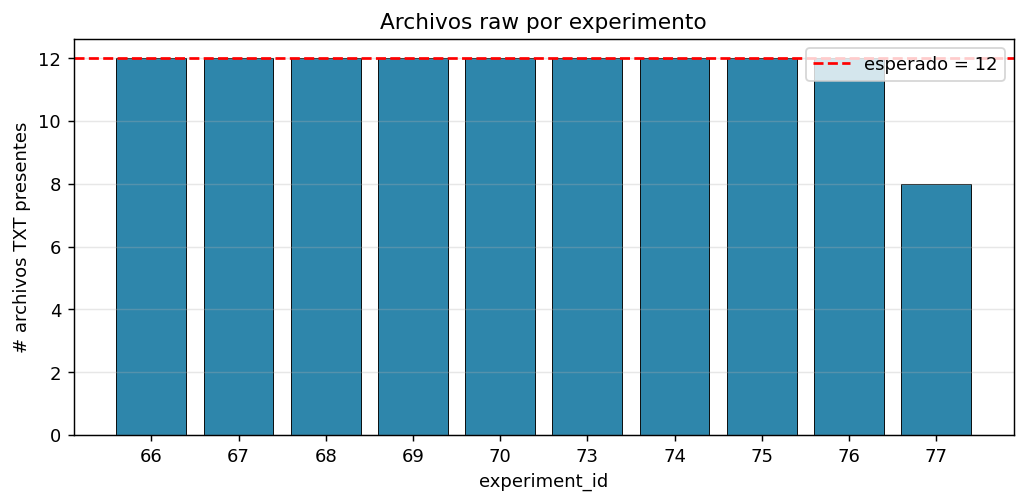 Archivos raw por experimento
# archivos TXT presentes
12
10
8
6
4
2
0
esperado = 12
66 67 68 69 70 73 74 75 76 77
experiment_id